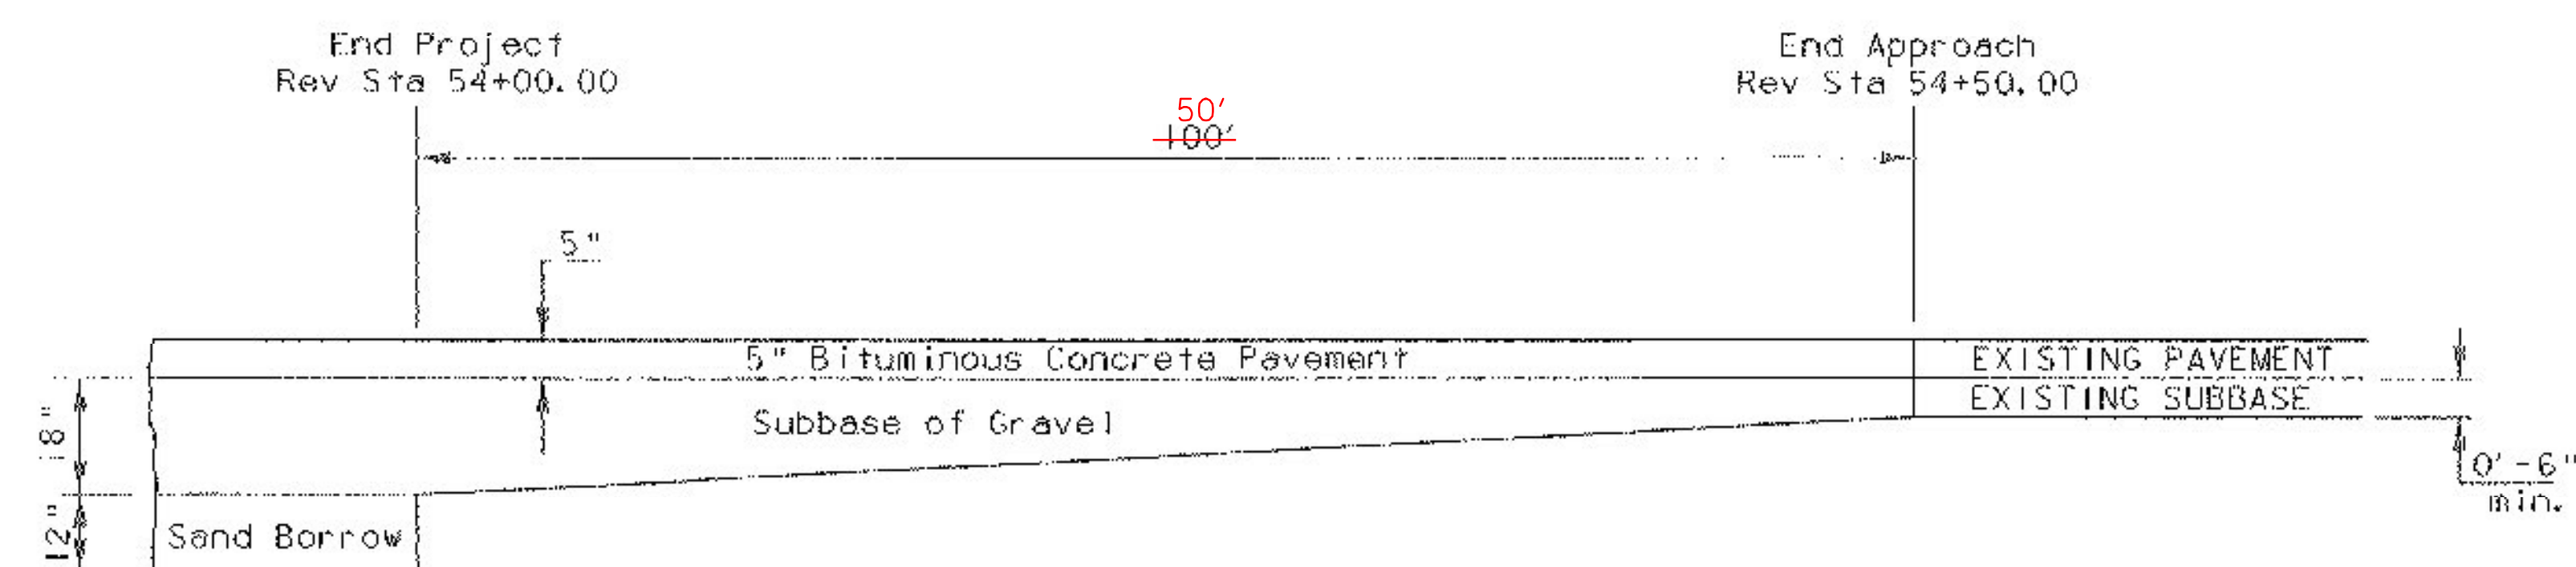 End Project
Rev Sta 54+00.00
End Approach
Rev Sta 54+50.00
50'
100'
5"
5" Bituminous Concrete Pavement
EXISTING PAVEMENT
Subbase of Gravel
EXISTING SUBBASE
18"
0'-6"
min.
12"
Sand Borrow